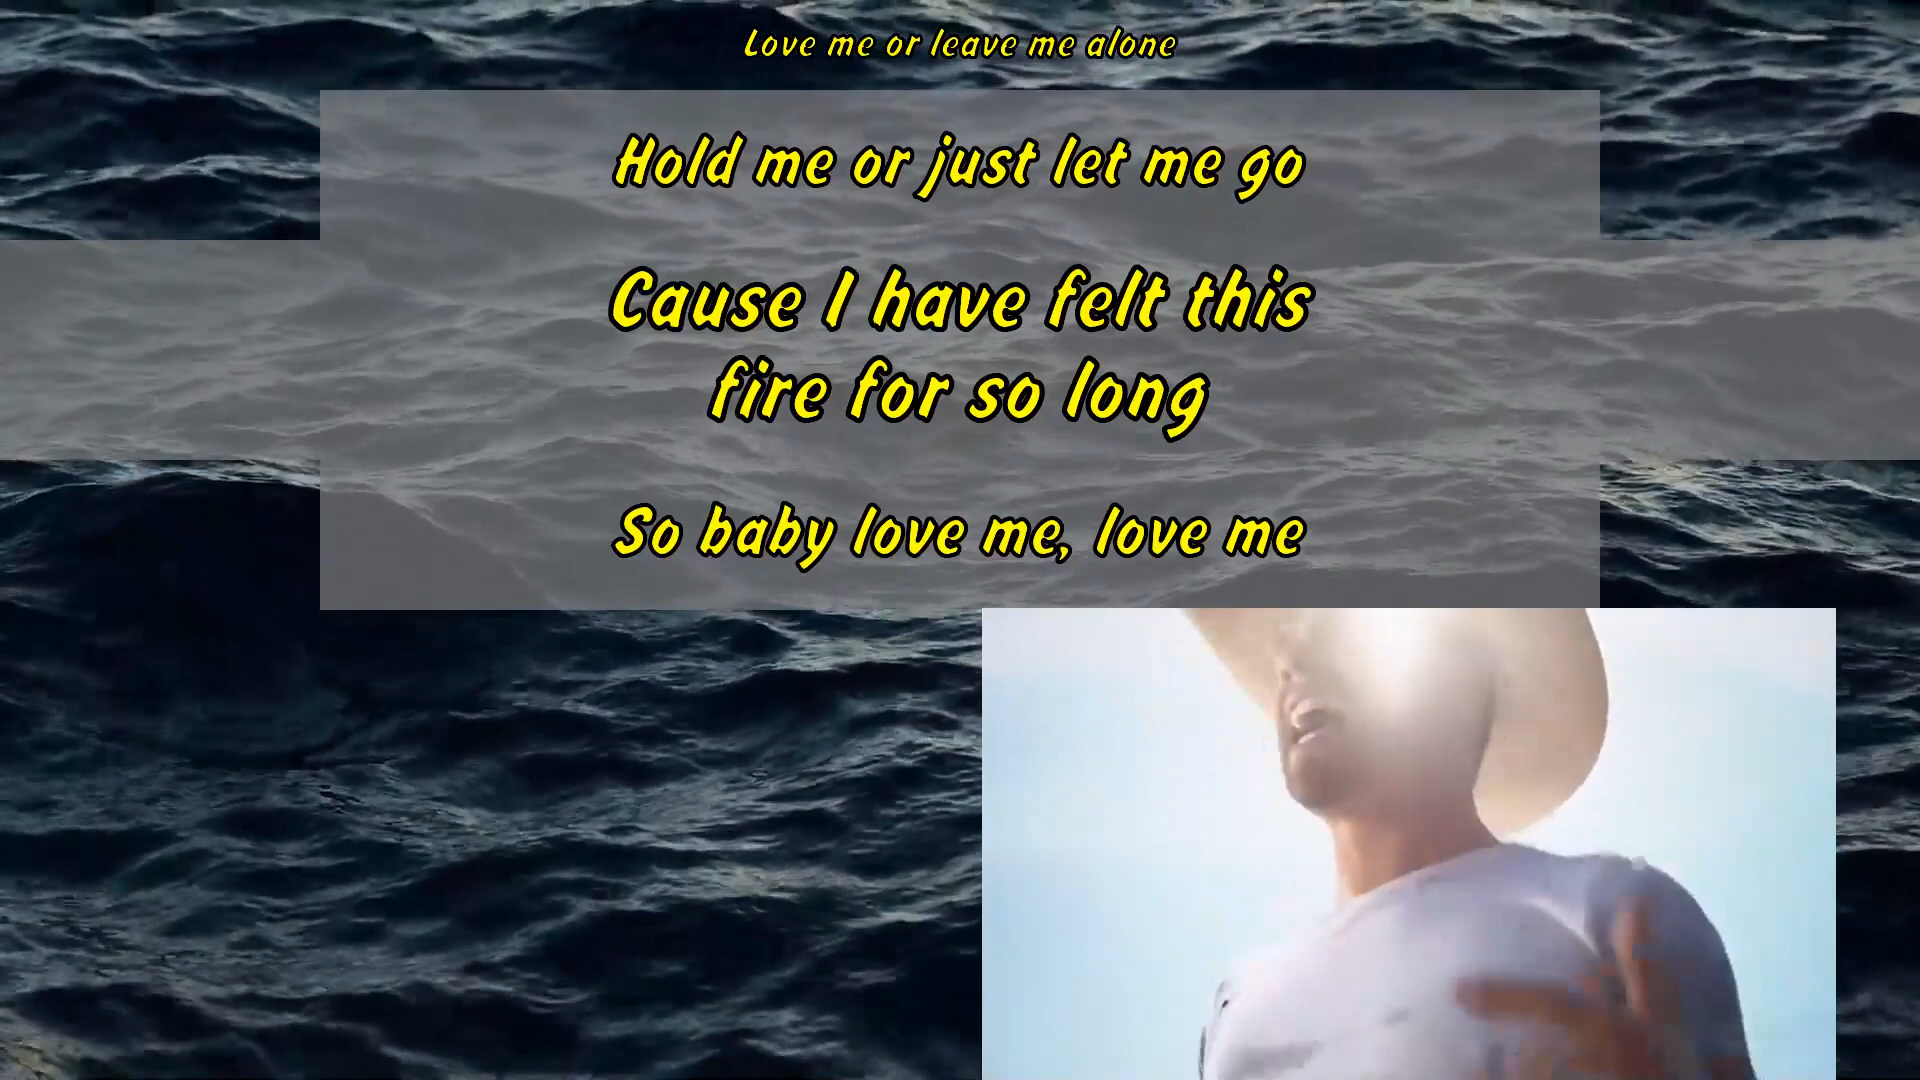 Love me or leave me alone
Hold me or just let me go
Cause I have felt this
fire for so long
So baby love me, love me